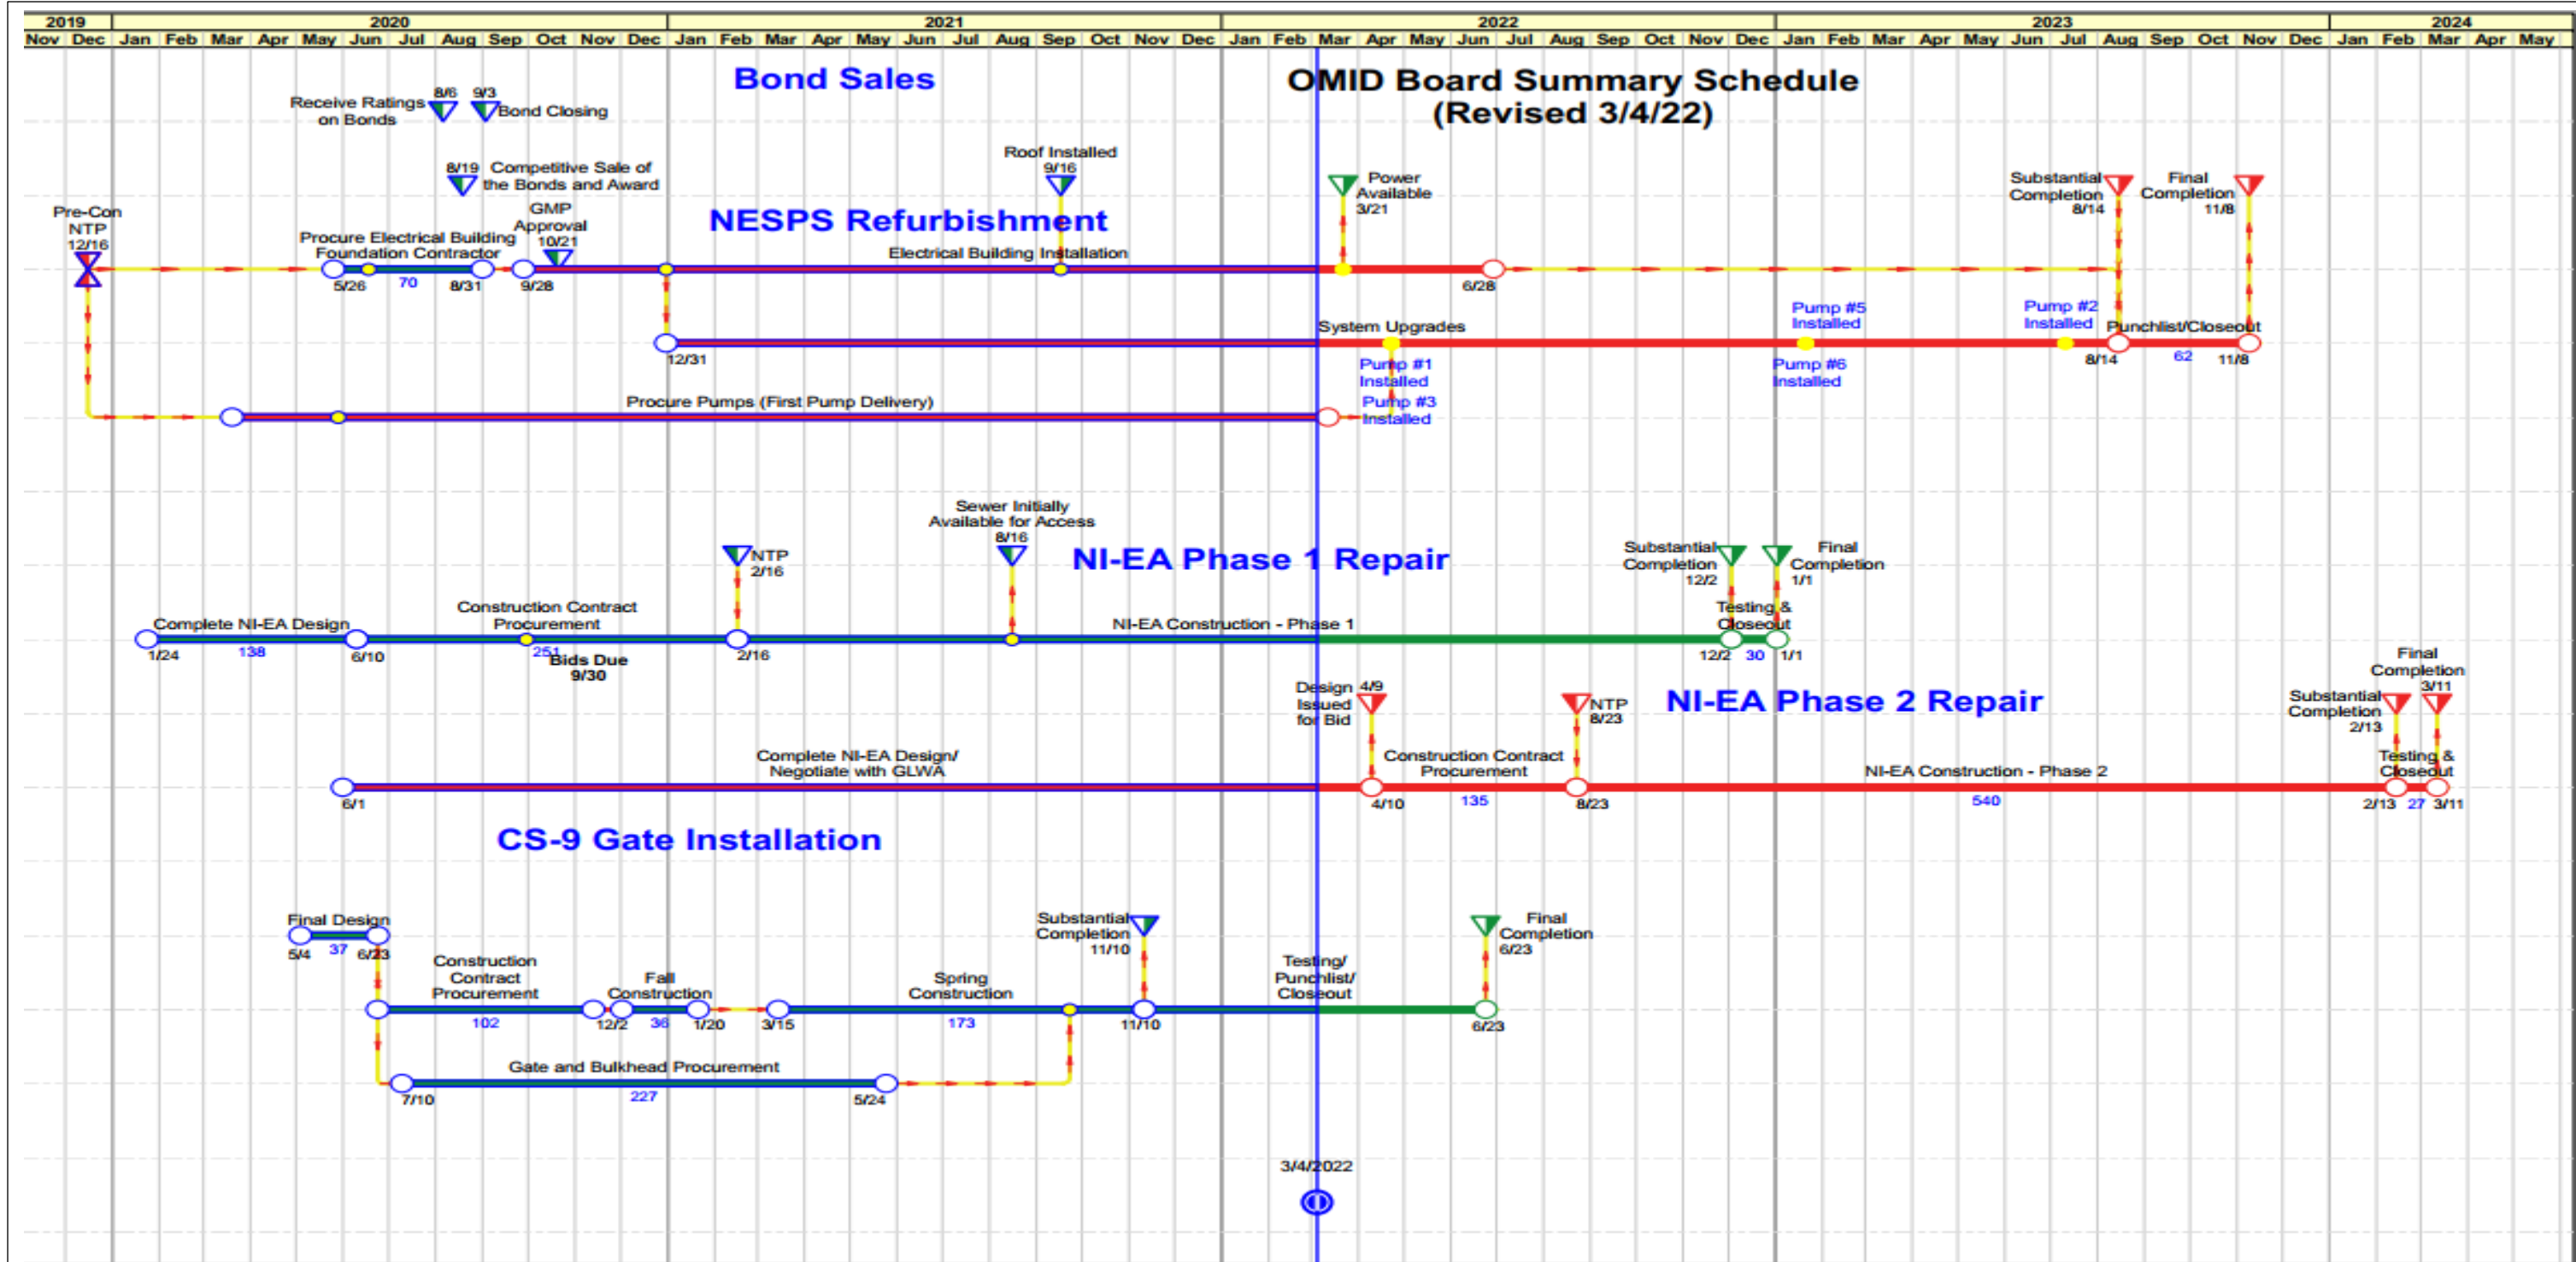 2019 2020 2021 2022 2023 2024
Nov Dec Jan Feb Mar Apr May Jun Jul Aug Sep Oct Nov Dec Jan Feb Mar Apr May Jun Jul Aug Sep Oct Nov Dec Jan Feb Mar Apr May Jun Jul Aug Sep Oct Nov Dec Jan Feb Mar Apr May Jun Jul Aug Sep Oct Nov Dec Jan Feb Mar Apr May
Bond Sales
OMID Board Summary Schedule
(Revised 3/4/22)
8/6 9/3
Receive Ratings
on Bonds
Bond Closing
8/19 Competitive Sale of
the Bonds and Award
Pre-Con
NTP
12/16
GMP
Approval
10/21
NESPS Refurbishment
Roof Installed
9/16
Power
Available
3/21
Substantial
Completion
8/14
Final
Completion
11/8
Procure Electrical Building
Foundation Contractor
Electrical Building Installation
5/26 70 8/31 9/28 6/28
System Upgrades
Pump #5
Installed
Pump #2
Installed
Punchlist/Closeout
12/31
Pump #1
Installed
Pump #6
Installed
8/14 62 11/8
Procure Pumps (First Pump Delivery)
Pump #3
Installed
Sewer Initially
Available for Access
8/16
NTP
2/16
NI-EA Phase 1 Repair
Substantial
Completion
12/2
Final
Completion
1/1
Complete NI-EA Design
Construction Contract
Procurement
NI-EA Construction - Phase 1
Testing &
Closeout
1/24 138 6/10 251 2/16 12/2 30 1/1
Bids Due
9/30
Design
Issued
for Bid
4/9
NTP
8/23
NI-EA Phase 2 Repair
Substantial
Completion
2/13
Final
Completion
3/11
Complete NI-EA Design/
Negotiate with GLWA
Construction Contract
Procurement
NI-EA Construction - Phase 2
Testing &
Closeout
6/1 4/10 135 8/23 540 2/13 27 3/11
CS-9 Gate Installation
Final Design
5/4 37 6/23
Substantial
Completion
11/10
Final
Completion
6/23
Construction
Contract
Procurement
Fall
Construction
Spring
Construction
Testing/
Punchlist/
Closeout
102 12/2 36 1/20 3/15 173 11/10 6/23
Gate and Bulkhead Procurement
7/10 227 5/24
3/4/2022